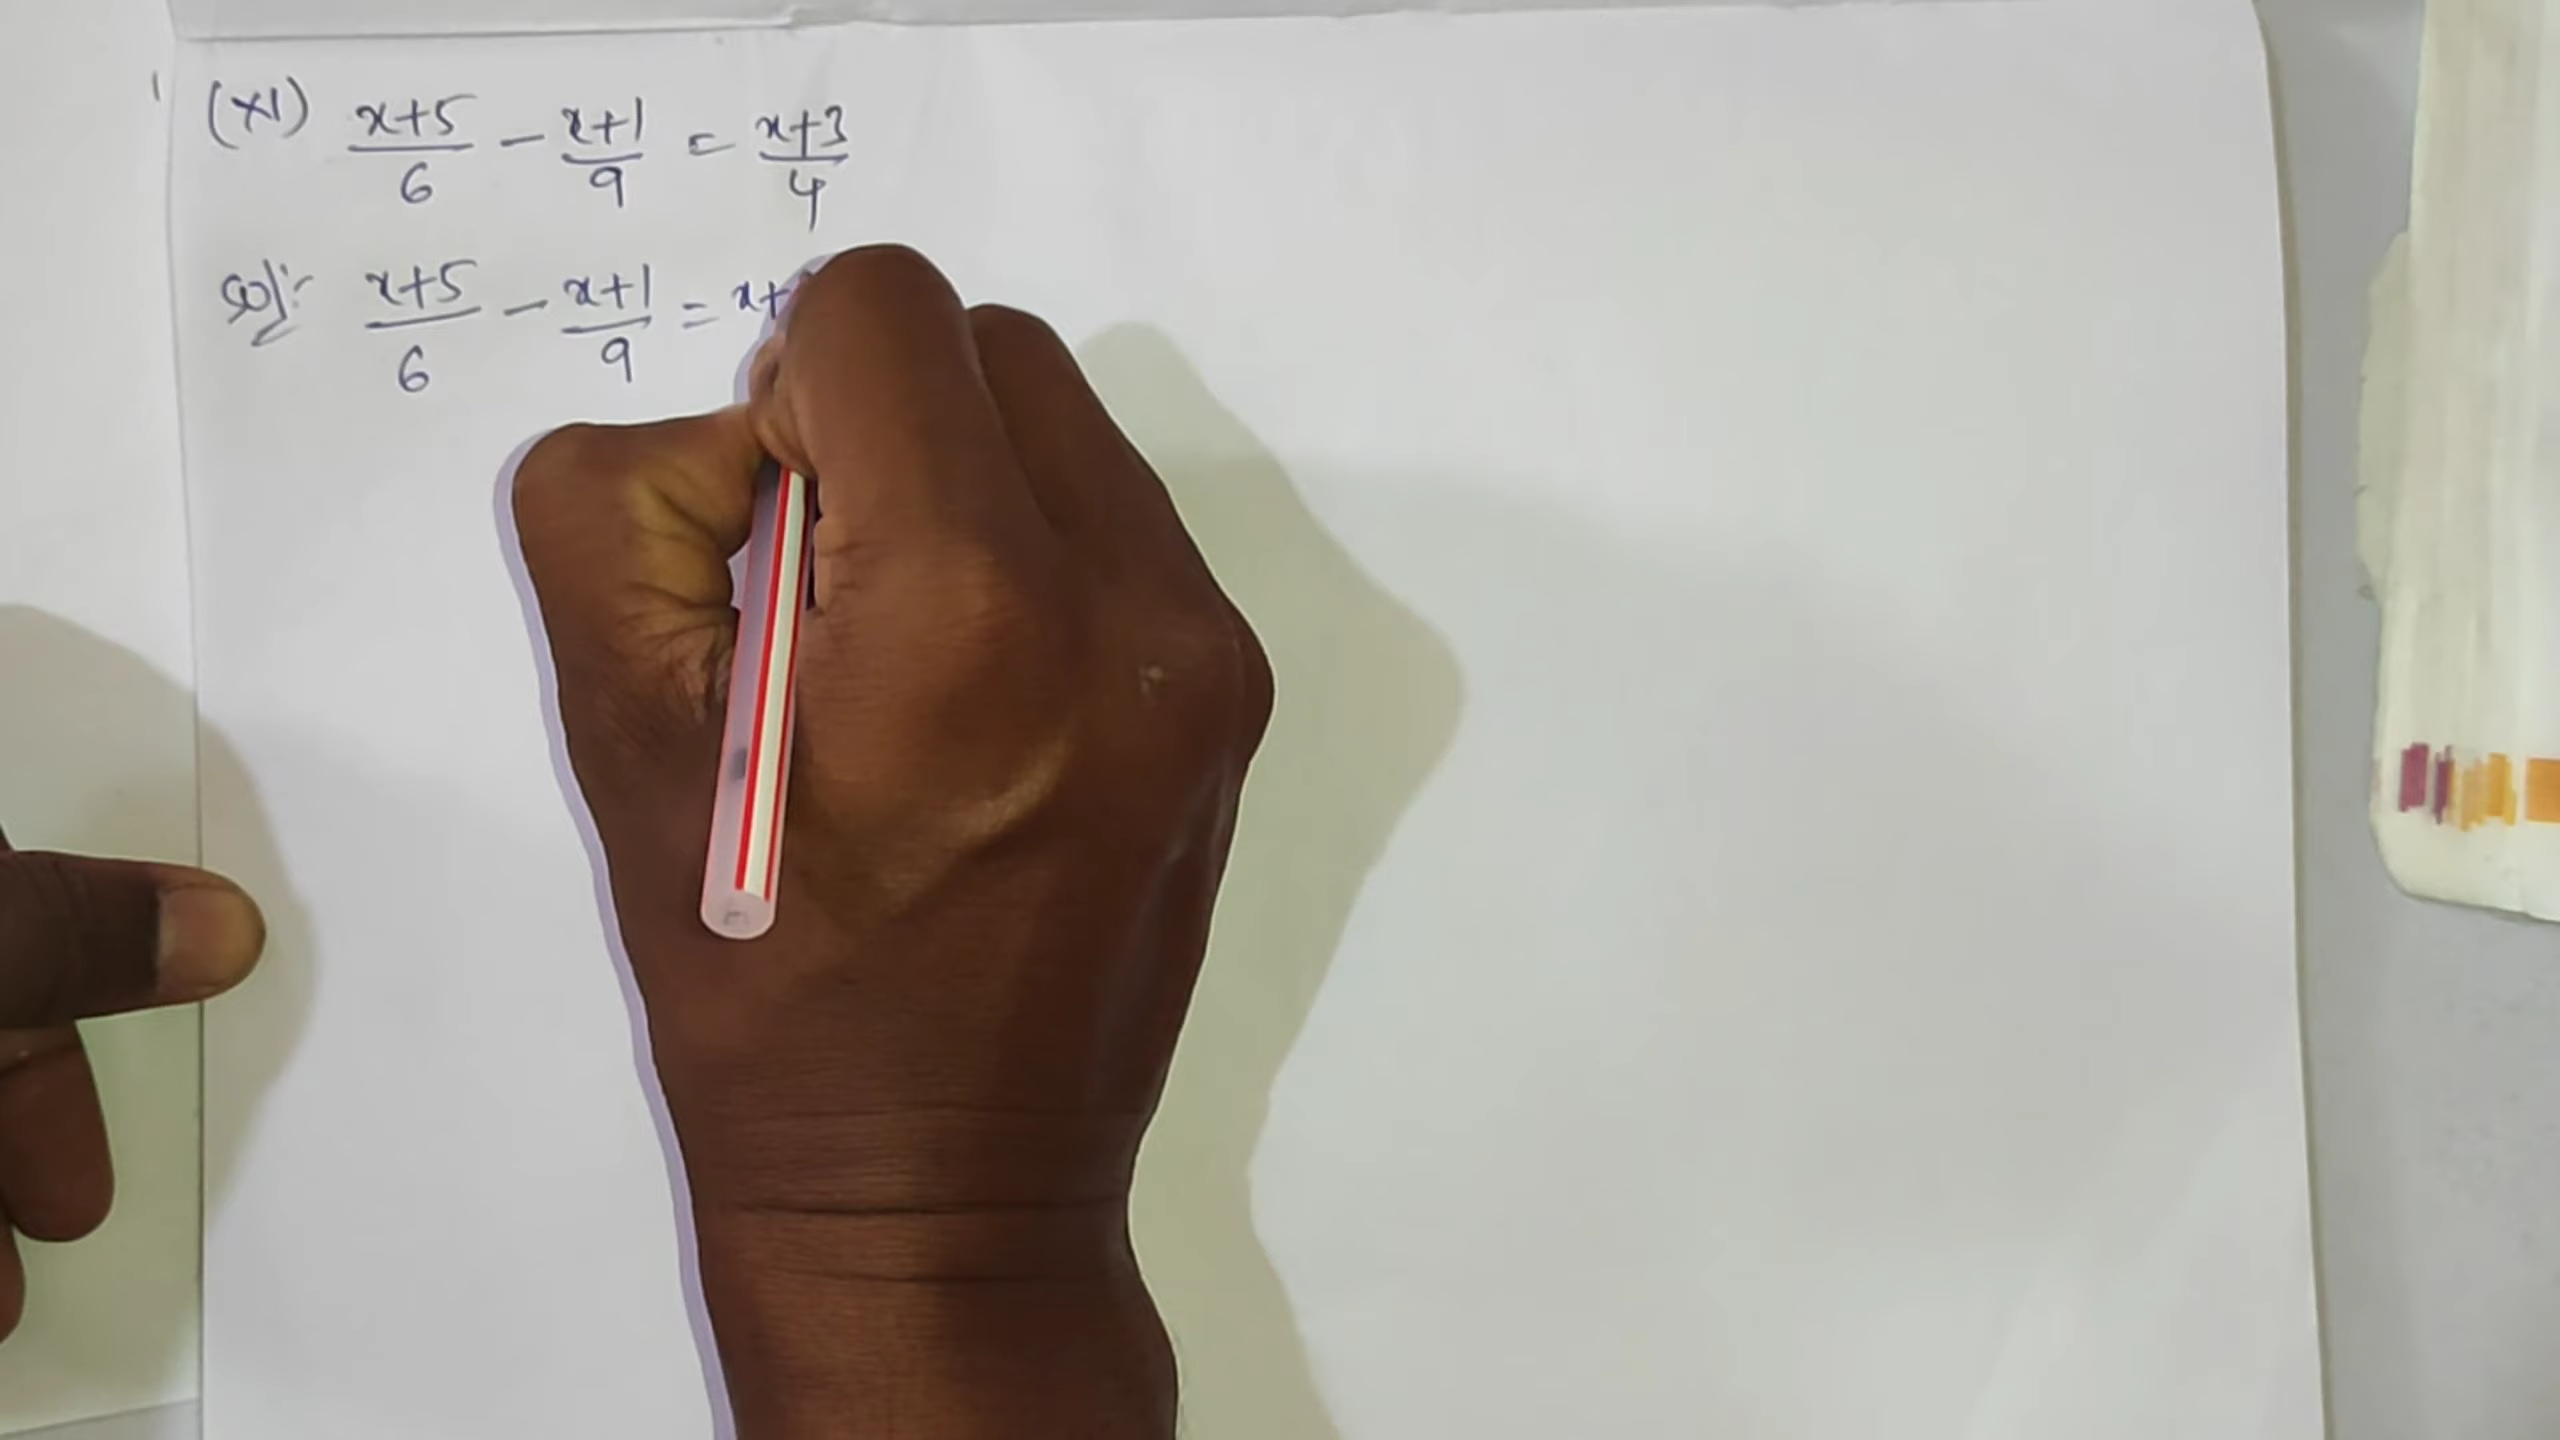 (XI) x+5/6 - x+1/9 = x+3/4
Sol: x+5/6 - x+1/9 = x+